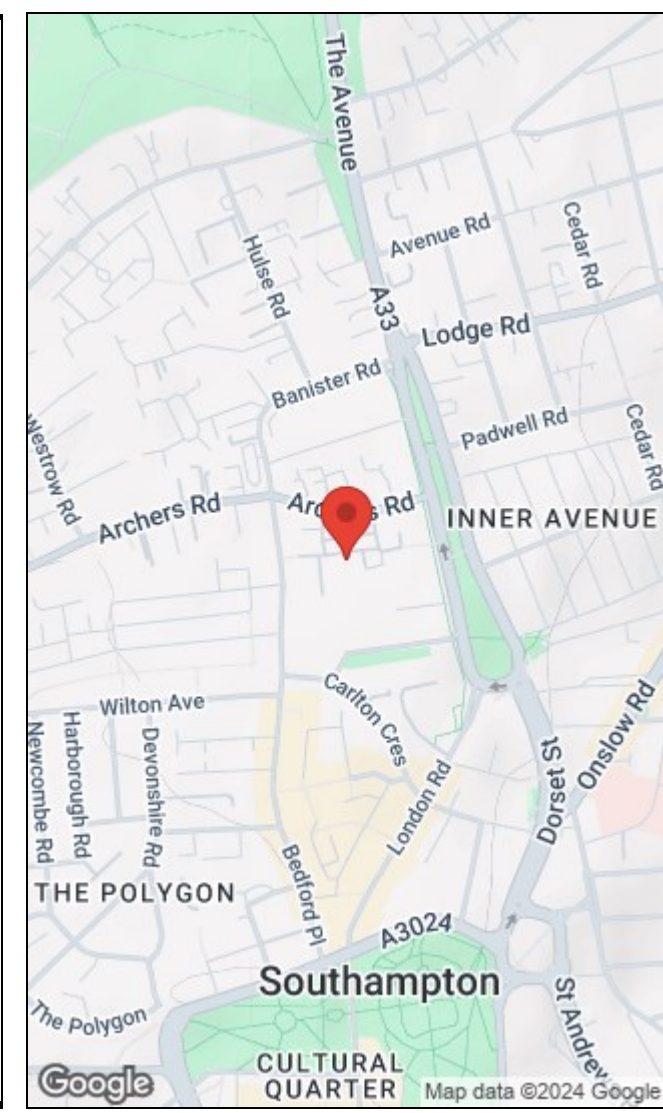 The Avenue
Avenue Rd
Cedar Rd
Hulse Rd
A33
Lodge Rd
Banister Rd
Padwell Rd
Cedar Rd
Westrow Rd
Archers Rd
Archers Rd
INNER AVENUE
Carlton Cres
Wilton Ave
Onslow Rd
Newcombe Rd
Harborough Rd
Devonshire Rd
Dorset St
London Rd
Bedford Pl
THE POLYGON
A3024
Southampton
The Polygon
St Andrew
CULTURAL
QUARTER
Google
Map data ©2024 Google